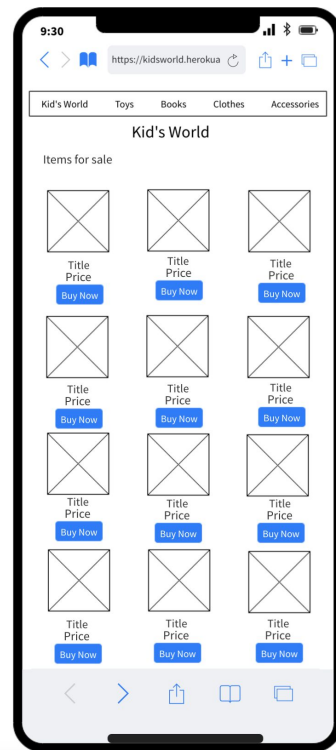 9:30
https://kidsworld.herokua
Kid's World Toys Books Clothes Accessories
Kid's World
Items for sale
Title Title Title
Price Price Price
Buy Now Buy Now Buy Now
Title Title Title
Price Price Price
Buy Now Buy Now Buy Now
Title Title Title
Price Price Price
Buy Now Buy Now Buy Now
Title Title Title
Price Price Price
Buy Now Buy Now Buy Now